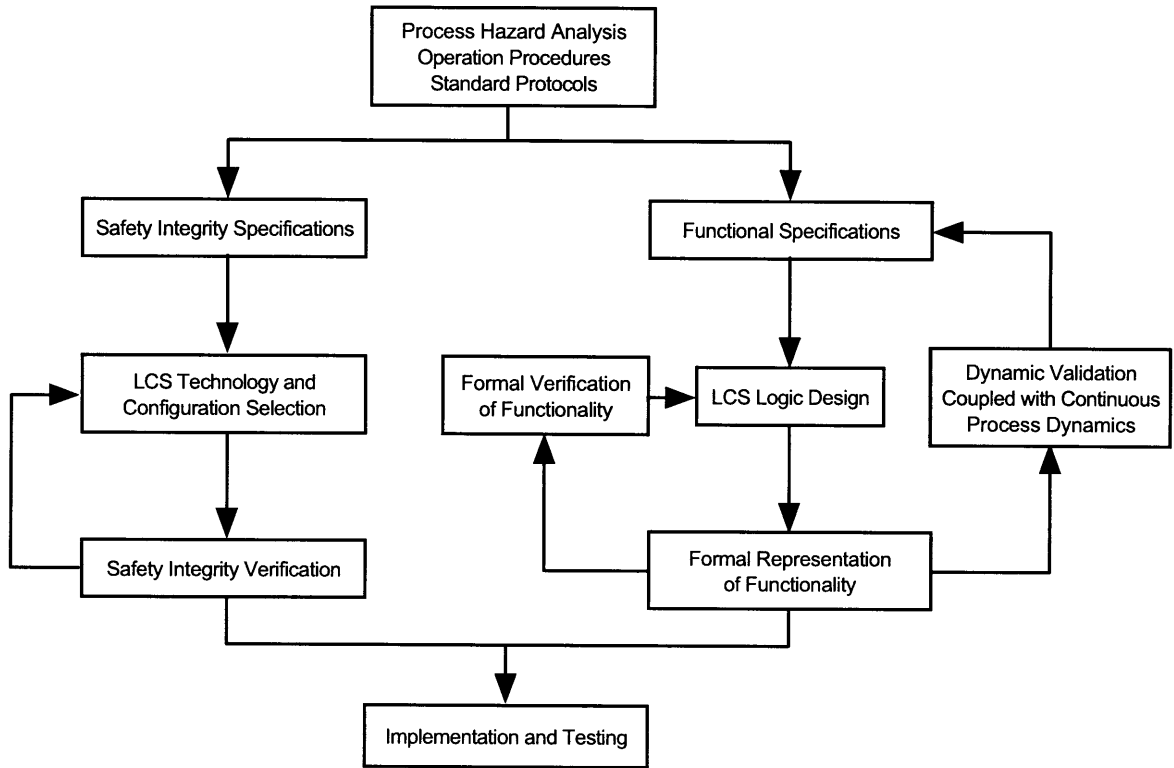 Process Hazard Analysis
Operation Procedures
Standard Protocols
Safety Integrity Specifications
Functional Specifications
LCS Technology and
Configuration Selection
Formal Verification
of Functionality
LCS Logic Design
Dynamic Validation
Coupled with Continuous
Process Dynamics
Safety Integrity Verification
Formal Representation
of Functionality
Implementation and Testing